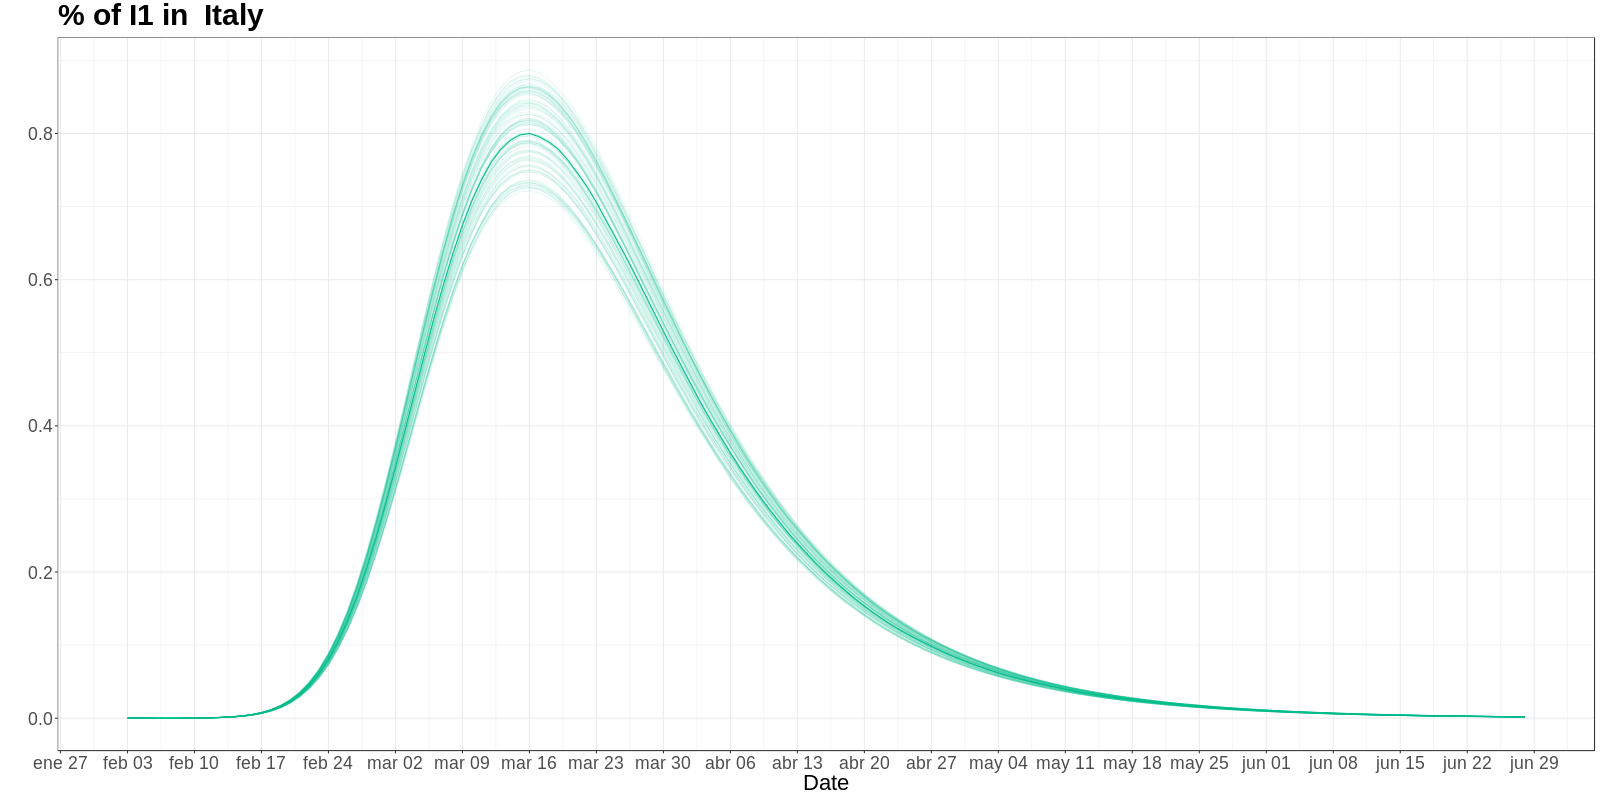 % of I1 in  Italy
0.8
0.6
0.4
0.2
0.0
ene 27 feb 03 feb 10 feb 17 feb 24 mar 02 mar 09 mar 16 mar 23 mar 30 abr 06 abr 13 abr 20 abr 27 may 04 may 11 may 18 may 25 jun 01 jun 08 jun 15 jun 22 jun 29
Date